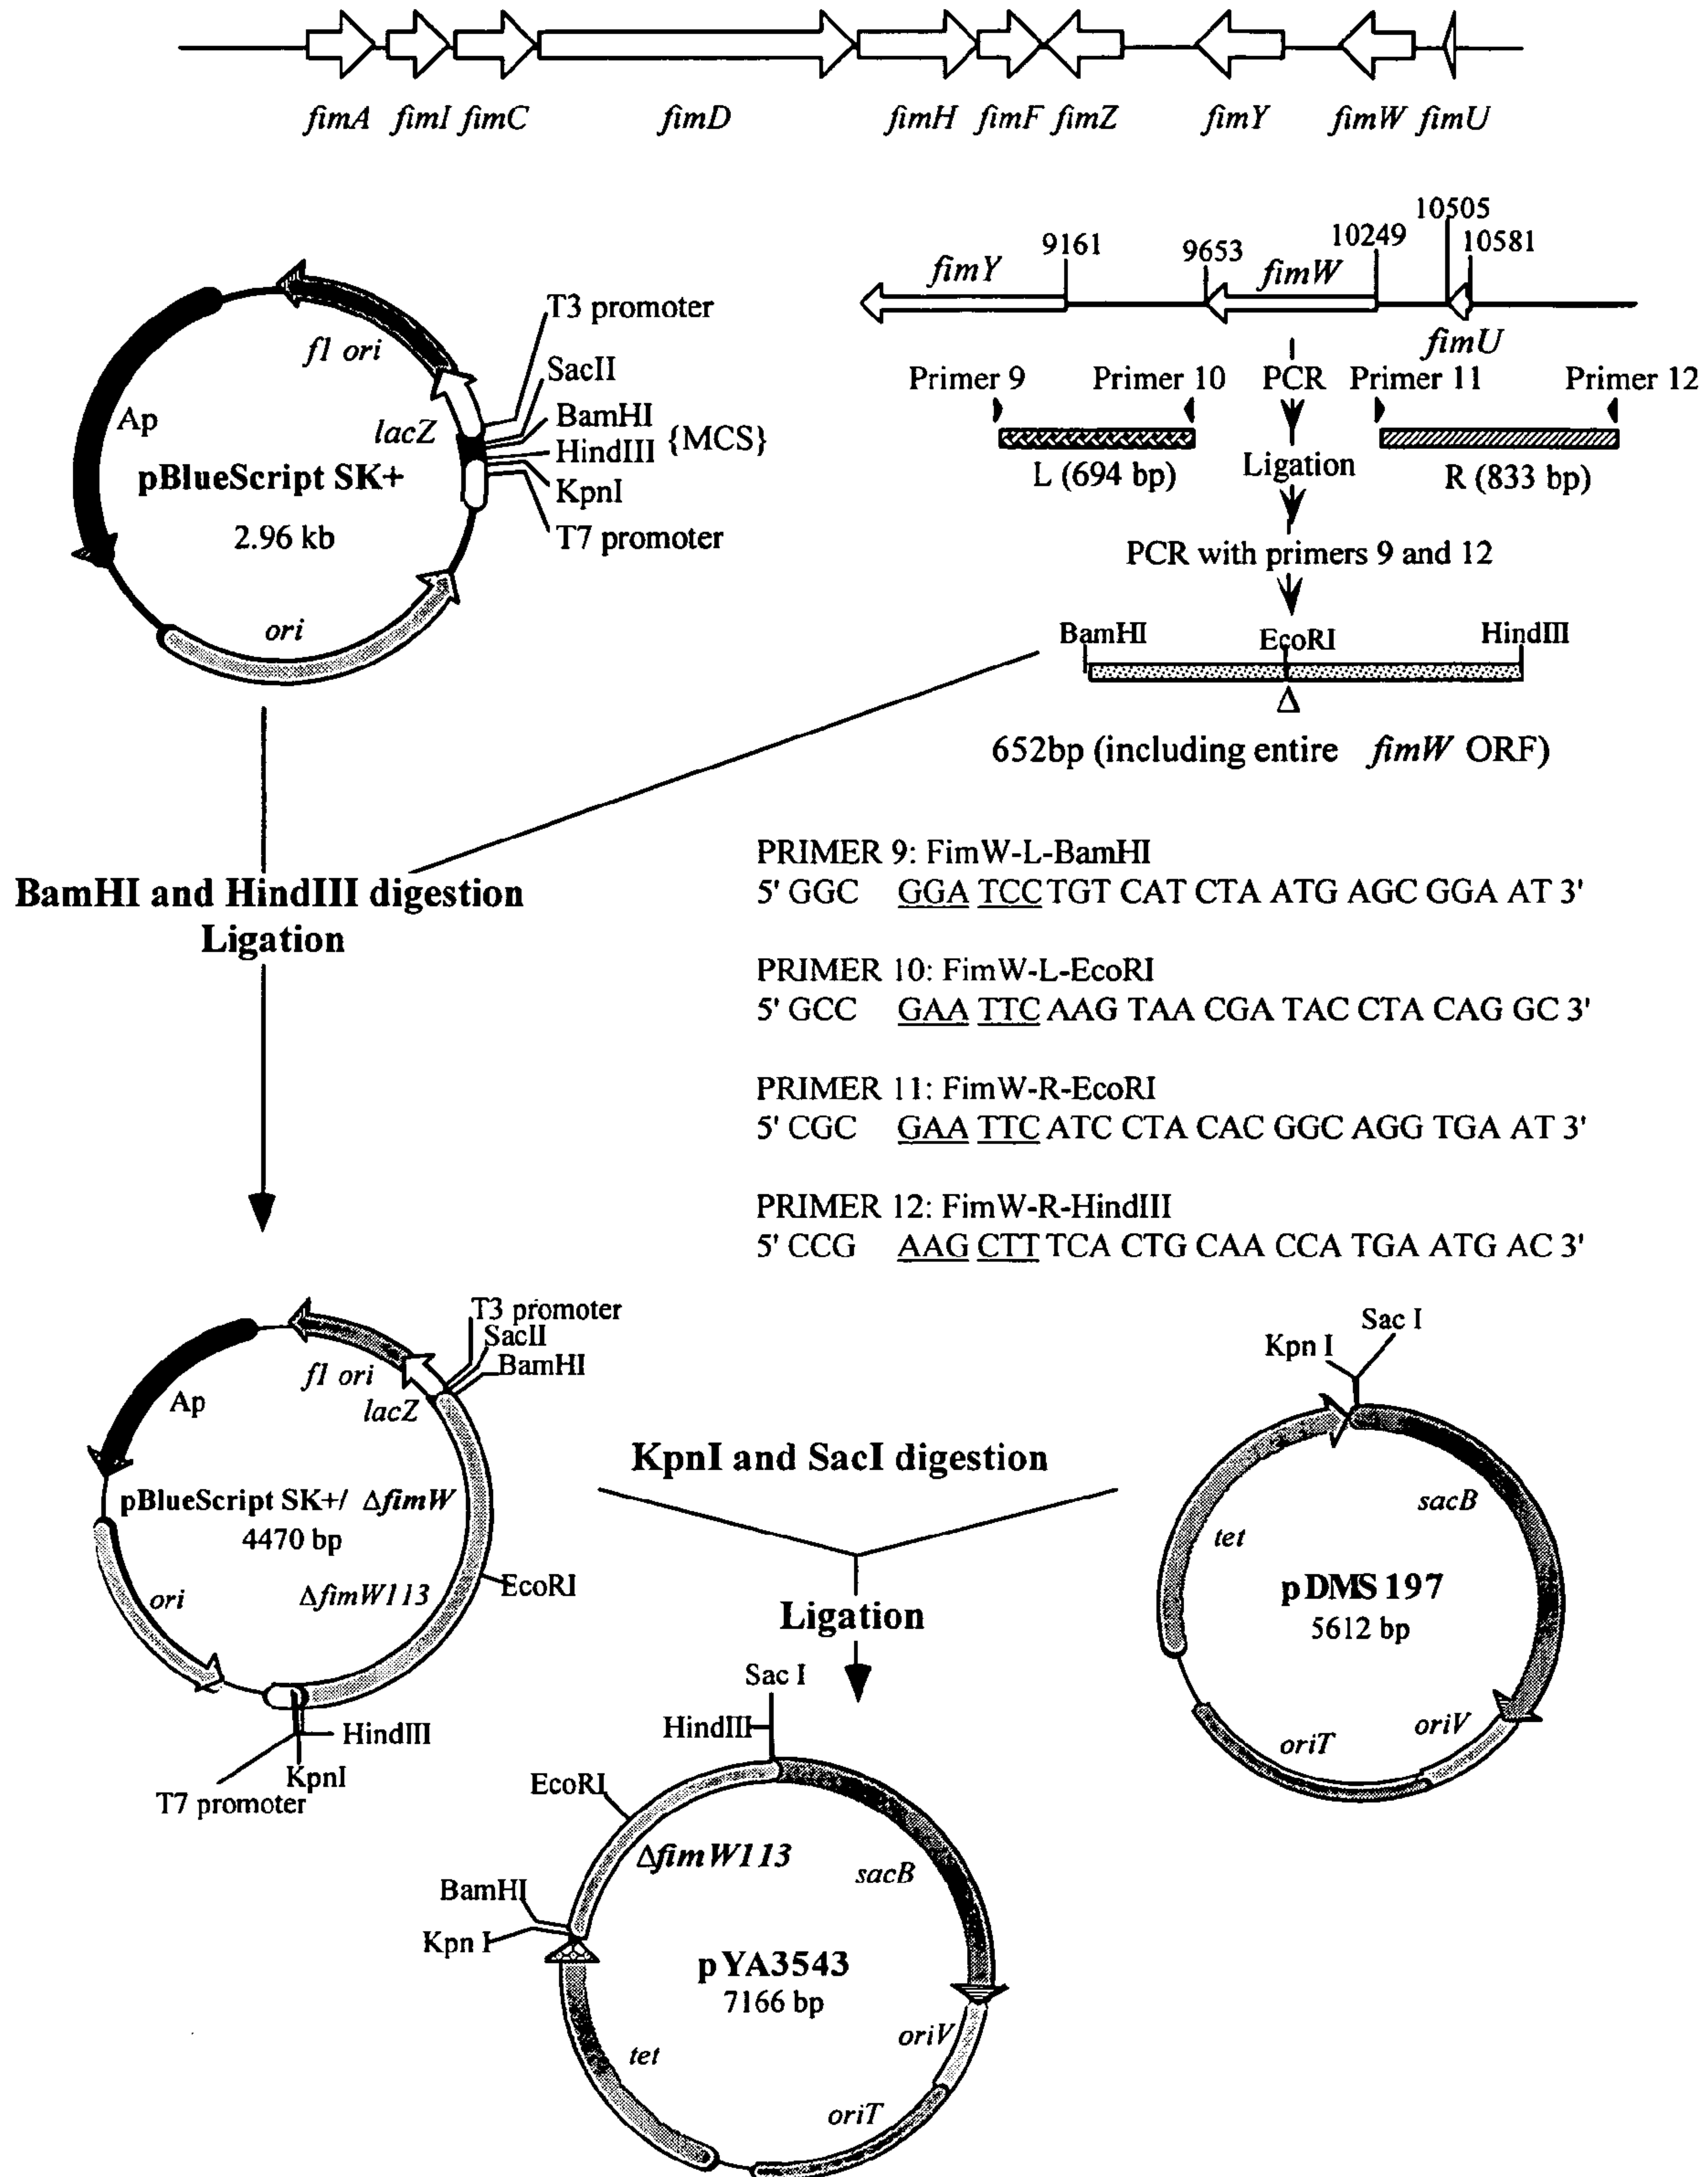 fimA fimI fimC fimD fimH fimF fimZ fimY fimW fimU
10505
9161 9653 10249 10581
fimY fimW
fimU
Primer 9 Primer 10 PCR Primer 11 Primer 12
L (694 bp) Ligation R (833 bp)
PCR with primers 9 and 12
BamHI EcoRI HindIII
Δ
652bp (including entire fimW ORF)
T3 promoter
f1 ori
SacII
Ap
BamHI
lacZ
HindIII {MCS}
pBlueScript SK+
KpnI
2.96 kb
T7 promoter
ori
BamHI and HindIII digestion
Ligation
PRIMER 9: FimW-L-BamHI
5' GGC GGA TCC TGT CAT CTA ATG AGC GGA AT 3'
PRIMER 10: FimW-L-EcoRI
5' GCC GAA TTC AAG TAA CGA TAC CTA CAG GC 3'
PRIMER 11: FimW-R-EcoRI
5' CGC GAA TTC ATC CTA CAC GGC AGG TGA AT 3'
PRIMER 12: FimW-R-HindIII
5' CCG AAG CTT TCA CTG CAA CCA TGA ATG AC 3'
T3 promoter
SacII
BamHI
f1 ori
Ap
lacZ
pBlueScript SK+/ ΔfimW
4470 bp
ori
ΔfimW113
EcoRI
HindIII
KpnI
T7 promoter
KpnI and SacI digestion
Ligation
Sac I
Kpn I
sacB
tet
pDMS197
5612 bp
oriV
oriT
Sac I
HindIII
EcoRI
ΔfimW113
sacB
BamHI
Kpn I
pYA3543
7166 bp
oriV
tet
oriT